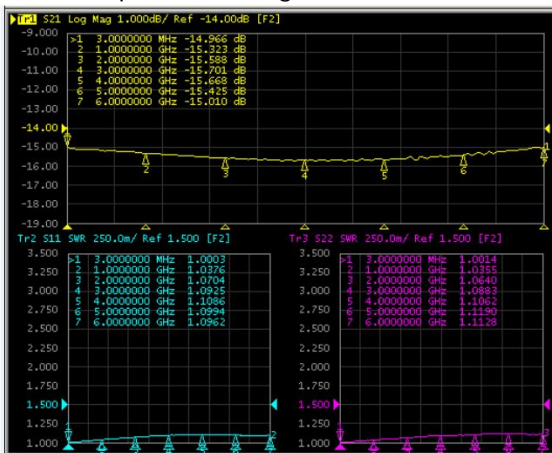 Tr1 S21 Log Mag 1.000dB/ Ref -14.00dB [F2]
-9.000
-10.00
-11.00
-12.00
-13.00
-14.00
-15.00
-16.00
-17.00
-18.00
-19.00
>1 3.0000000 MHz -14.966 dB
2 1.0000000 GHz -15.323 dB
3 2.0000000 GHz -15.588 dB
4 3.0000000 GHz -15.701 dB
5 4.0000000 GHz -15.668 dB
6 5.0000000 GHz -15.425 dB
7 6.0000000 GHz -15.010 dB
1
2
3
4
5
6
7
Tr2 S11 SWR 250.0m/ Ref 1.500 [F2]
3.500
3.250
3.000
2.750
2.500
2.250
2.000
1.750
1.500
1.250
1.000
>1 3.0000000 MHz 1.0003
2 1.0000000 GHz 1.0376
3 2.0000000 GHz 1.0704
4 3.0000000 GHz 1.0925
5 4.0000000 GHz 1.1086
6 5.0000000 GHz 1.0994
7 6.0000000 GHz 1.0962
2
Tr3 S22 SWR 250.0m/ Ref 1.500 [F2]
3.500
3.250
3.000
2.750
2.500
2.250
2.000
1.750
1.500
1.250
1.000
>1 3.0000000 MHz 1.0014
2 1.0000000 GHz 1.0355
3 2.0000000 GHz 1.0640
4 3.0000000 GHz 1.0883
5 4.0000000 GHz 1.1062
6 5.0000000 GHz 1.1190
7 6.0000000 GHz 1.1128